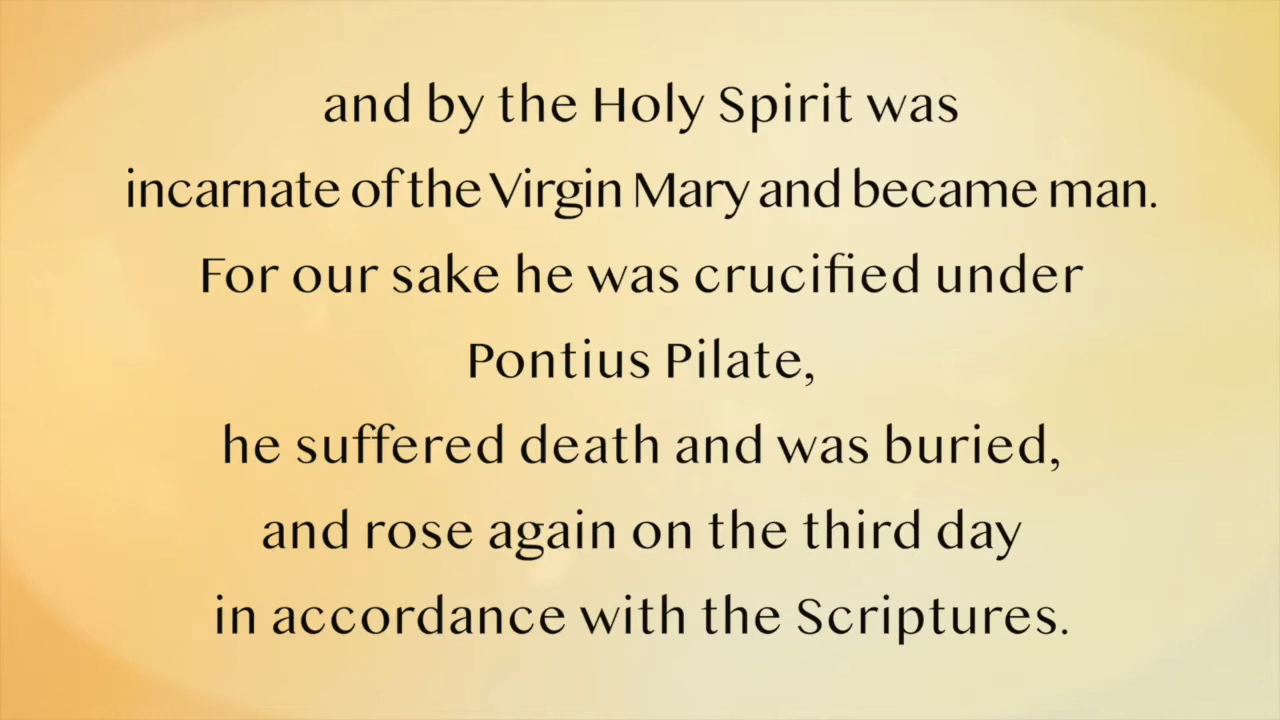 and by the Holy Spirit was
incarnate of the Virgin Mary and became man.
For our sake he was crucified under
Pontius Pilate,
he suffered death and was buried,
and rose again on the third day
in accordance with the Scriptures.